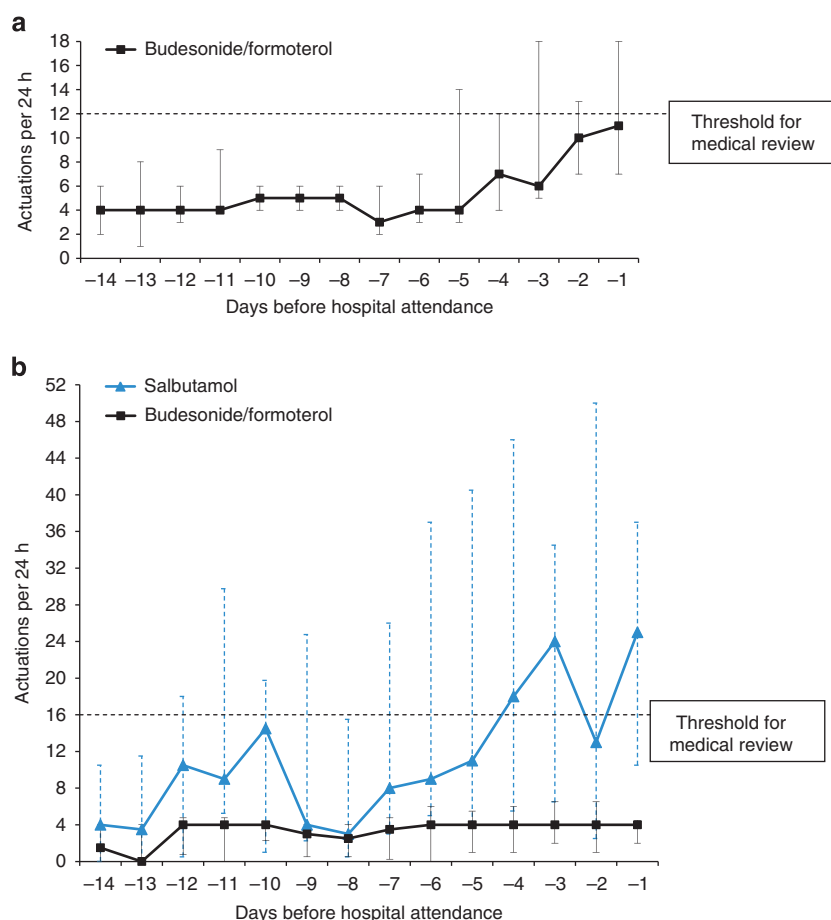 a
Budesonide/formoterol
18
16
14
12
10
8
6
4
2
0
Actuations per 24 h
Threshold for
medical review
–14 –13 –12 –11 –10 –9 –8 –7 –6 –5 –4 –3 –2 –1
Days before hospital attendance
b
Salbutamol
Budesonide/formoterol
52
48
44
40
36
32
28
24
20
16
12
8
4
0
Actuations per 24 h
Threshold for
medical review
–14 –13 –12 –11 –10 –9 –8 –7 –6 –5 –4 –3 –2 –1
Days before hospital attendance